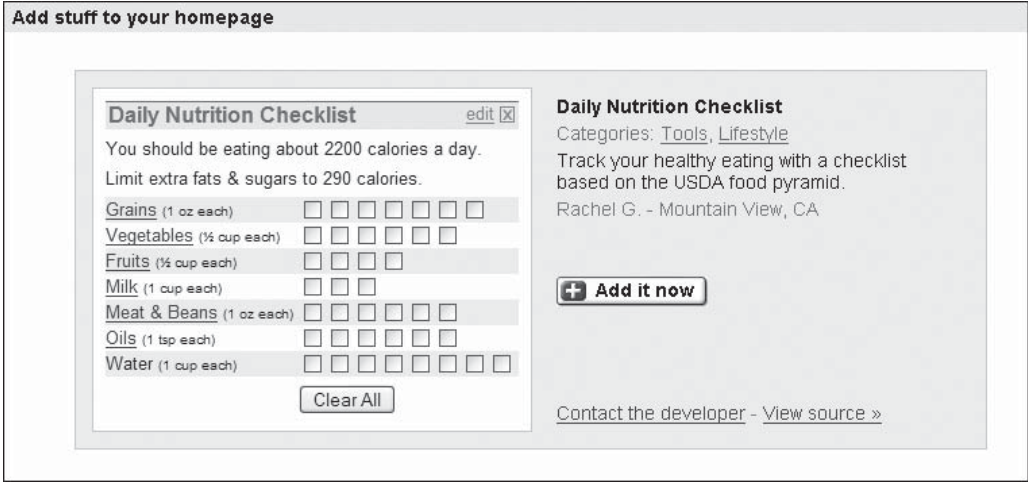 Add stuff to your homepage
Daily Nutrition Checklist edit x
You should be eating about 2200 calories a day.
Limit extra fats & sugars to 290 calories.
Grains (1 oz each)
Vegetables (½ cup each)
Fruits (½ cup each)
Milk (1 cup each)
Meat & Beans (1 oz each)
Oils (1 tsp each)
Water (1 cup each)
Clear All
Daily Nutrition Checklist
Categories: Tools, Lifestyle
Track your healthy eating with a checklist
based on the USDA food pyramid.
Rachel G. - Mountain View, CA
Add it now
Contact the developer - View source »